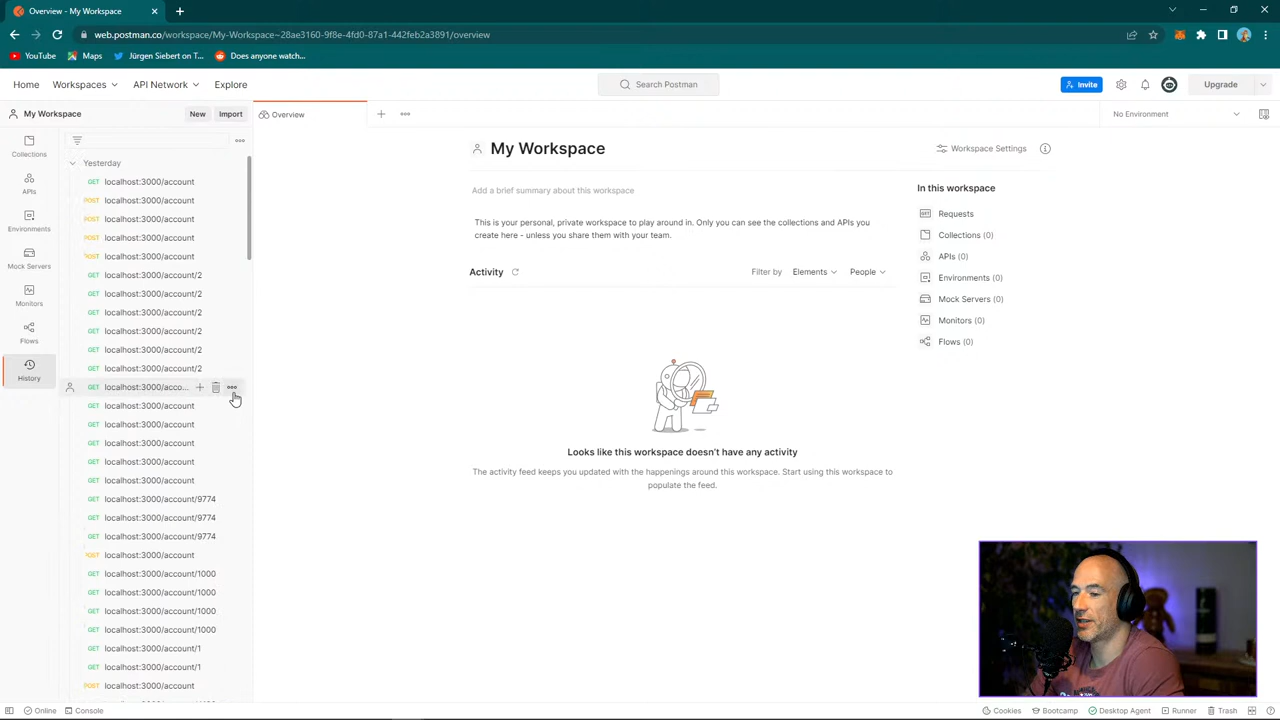 Overview - My Workspace
web.postman.co/workspace/My-Workspace~28ae3160-9f8e-4fd0-87a1-442feb2a3891/overview
YouTube Maps Jürgen Siebert on T... Does anyone watch...
Home Workspaces API Network Explore Search Postman Invite Upgrade
My Workspace New Import Overview No Environment
Collections
APIs
Environments
Mock Servers
Monitors
Flows
History
Yesterday
GET localhost:3000/account
POST localhost:3000/account
POST localhost:3000/account
POST localhost:3000/account
POST localhost:3000/account
GET localhost:3000/account/2
GET localhost:3000/account/2
GET localhost:3000/account/2
GET localhost:3000/account/2
GET localhost:3000/account/2
GET localhost:3000/account/2
GET localhost:3000/acco...
GET localhost:3000/account
GET localhost:3000/account
GET localhost:3000/account
GET localhost:3000/account
GET localhost:3000/account
GET localhost:3000/account/9774
GET localhost:3000/account/9774
GET localhost:3000/account/9774
POST localhost:3000/account
GET localhost:3000/account/1000
GET localhost:3000/account/1000
GET localhost:3000/account/1000
GET localhost:3000/account/1000
GET localhost:3000/account/1
GET localhost:3000/account/1
POST localhost:3000/account
My Workspace
Workspace Settings
Add a brief summary about this workspace
This is your personal, private workspace to play around in. Only you can see the collections and APIs you
create here - unless you share them with your team.
Activity Filter by Elements People
Looks like this workspace doesn't have any activity
The activity feed keeps you updated with the happenings around this workspace. Start using this workspace to
populate the feed.
In this workspace
Requests
Collections (0)
APIs (0)
Environments (0)
Mock Servers (0)
Monitors (0)
Flows (0)
Online Console Cookies Bootcamp Desktop Agent Runner Trash